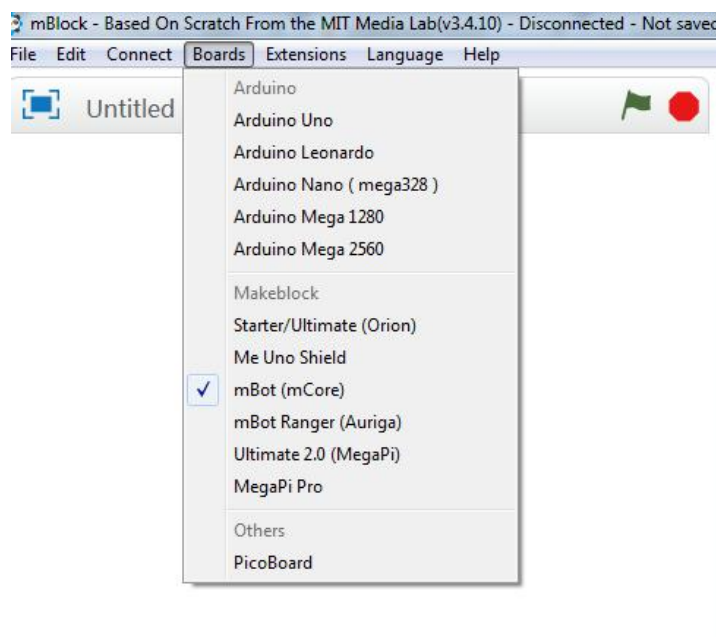 mBlock - Based On Scratch From the MIT Media Lab(v3.4.10) - Disconnected - Not saved
File Edit Connect Boards Extensions Language Help
Untitled
Arduino
Arduino Uno
Arduino Leonardo
Arduino Nano ( mega328 )
Arduino Mega 1280
Arduino Mega 2560
Makeblock
Starter/Ultimate (Orion)
Me Uno Shield
mBot (mCore)
mBot Ranger (Auriga)
Ultimate 2.0 (MegaPi)
MegaPi Pro
Others
PicoBoard